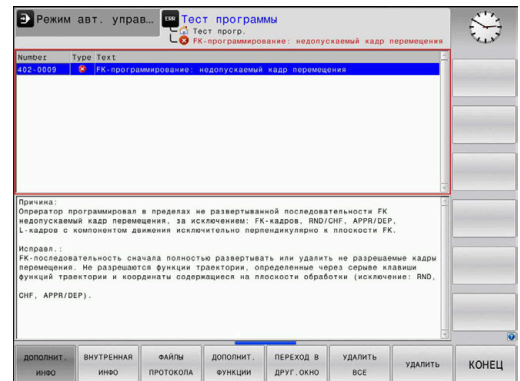 Режим авт. управ…
ERR Тест программы
Тест прогр.
FK-программирование: недопускаемый кадр перемещения
Number Type Text
402-0009 FK-программирование: недопускаемый кадр перемещения
Причина:
Опрератор программировал в пределах не развертыванной последовательности FK
недопускаемый кадр перемещения, за исключением: FK-кадров, RND/CHF, APPR/DEP,
L-кадров с компонентом движения исключительно перпендикулярно к плоскости FK.
Исправл.:
FK-последовательность сначала полностью развертывать или удалить не разрешаемые кадры
перемещения. Не разрешаются функции траектории, определенные через серые клавиши
функций траектории и координаты содержащиеся на плоскости обработки (исключение: RND,
CHF, APPR/DEP).
ДОПОЛНИТ. ИНФО
ВНУТРЕННАЯ ИНФО
ФАЙЛЫ ПРОТОКОЛА
ДОПОЛНИТ. ФУНКЦИИ
ПЕРЕХОД В ДРУГ.ОКНО
УДАЛИТЬ ВСЕ
УДАЛИТЬ
КОНЕЦ